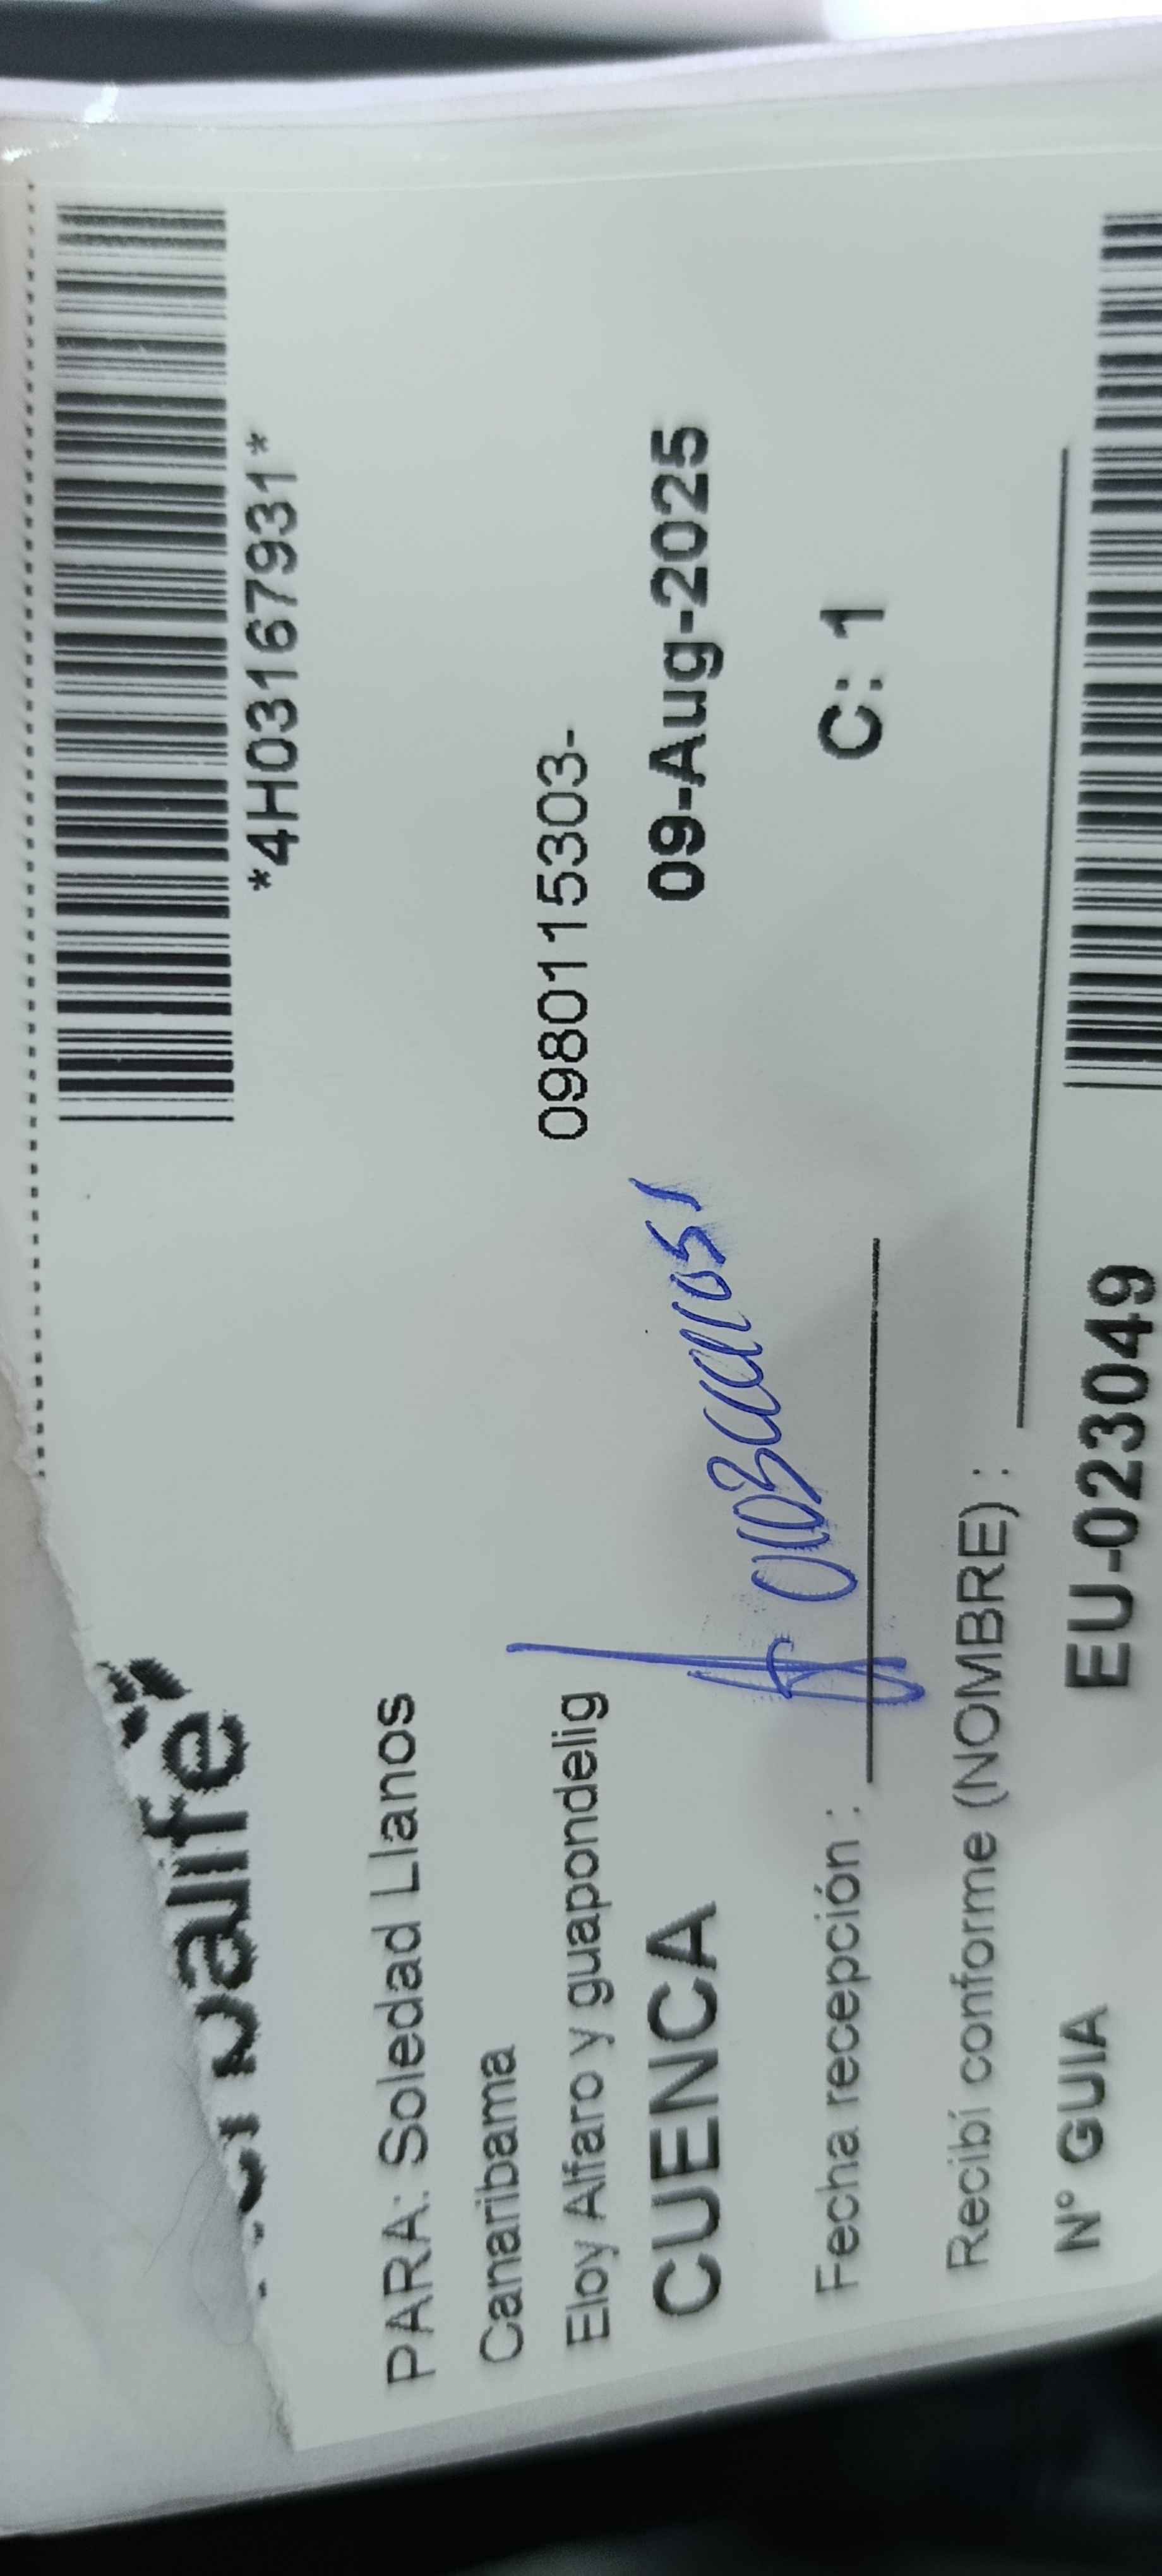 *4H03167931*
PARA: Soledad Llanos
Canaribama
Eloy Alfaro y guapondelig 0980115303-
CUENCA 09-Aug-2025
Fecha recepción : C: 1
Recibí conforme (NOMBRE) :
N° GUIA EU-023049